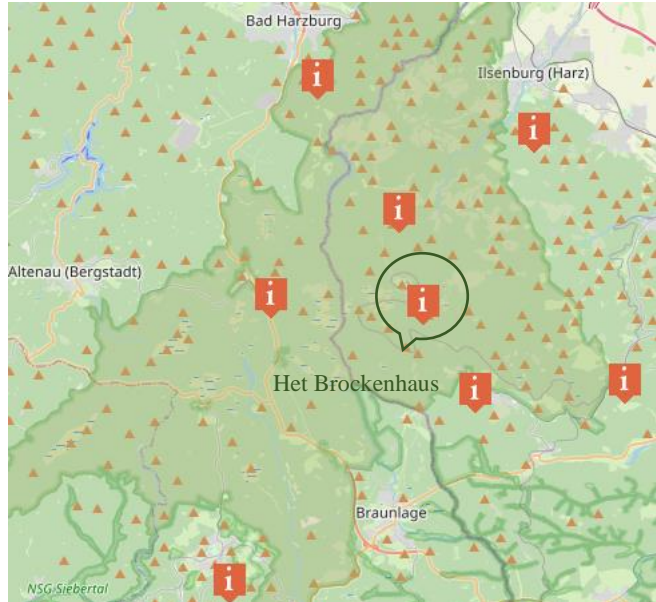 Bad Harzburg
Ilsenburg (Harz)
i
i
i
Altenau (Bergstadt)
i
i
Het Brockenhaus
i
i
Braunlage
i
NSG Siebertal